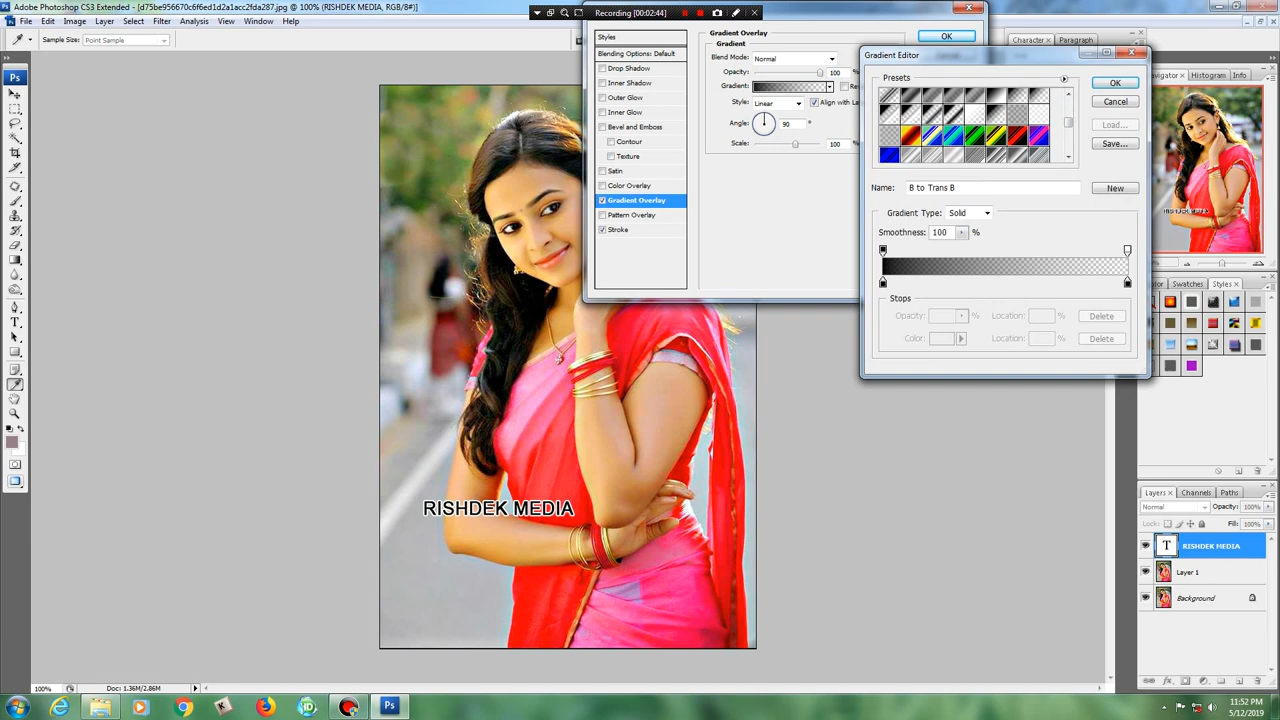 Adobe Photoshop CS3 Extended - [d75be956670c6f6ed1d2a1acc2fda287.jpg @ 100% (RISHDEK MEDIA, RGB/8#)]
Recording [00:02:44]
File Edit Image Layer Select Filter Analysis View Window Help
Sample Size: Point Sample
Styles
Blending Options: Default
Drop Shadow
Inner Shadow
Outer Glow
Inner Glow
Bevel and Emboss
Contour
Texture
Satin
Color Overlay
Gradient Overlay
Pattern Overlay
Stroke
Gradient Overlay
Gradient
Blend Mode: Normal
Opacity: 100 %
Gradient:
Style: Linear Align with
Angle: 90 °
Scale: 100
OK
Gradient Editor
Presets
OK
Cancel
Load...
Save...
Name: B to Trans B
New
Gradient Type: Solid
Smoothness: 100 %
Stops
Opacity: % Location: % Delete
Color: Location: % Delete
Character Paragraph
Histogram Info
RISHDEK MEDIA
Swatches Styles
RISHDEK MEDIA
Layers Channels Paths
Normal Opacity: 100%
Lock: Fill: 100%
T RISHDEK MEDIA
Layer 1
Background
100% Doc: 1.36M/2.86M
Ps
11:52 PM
5/12/2019